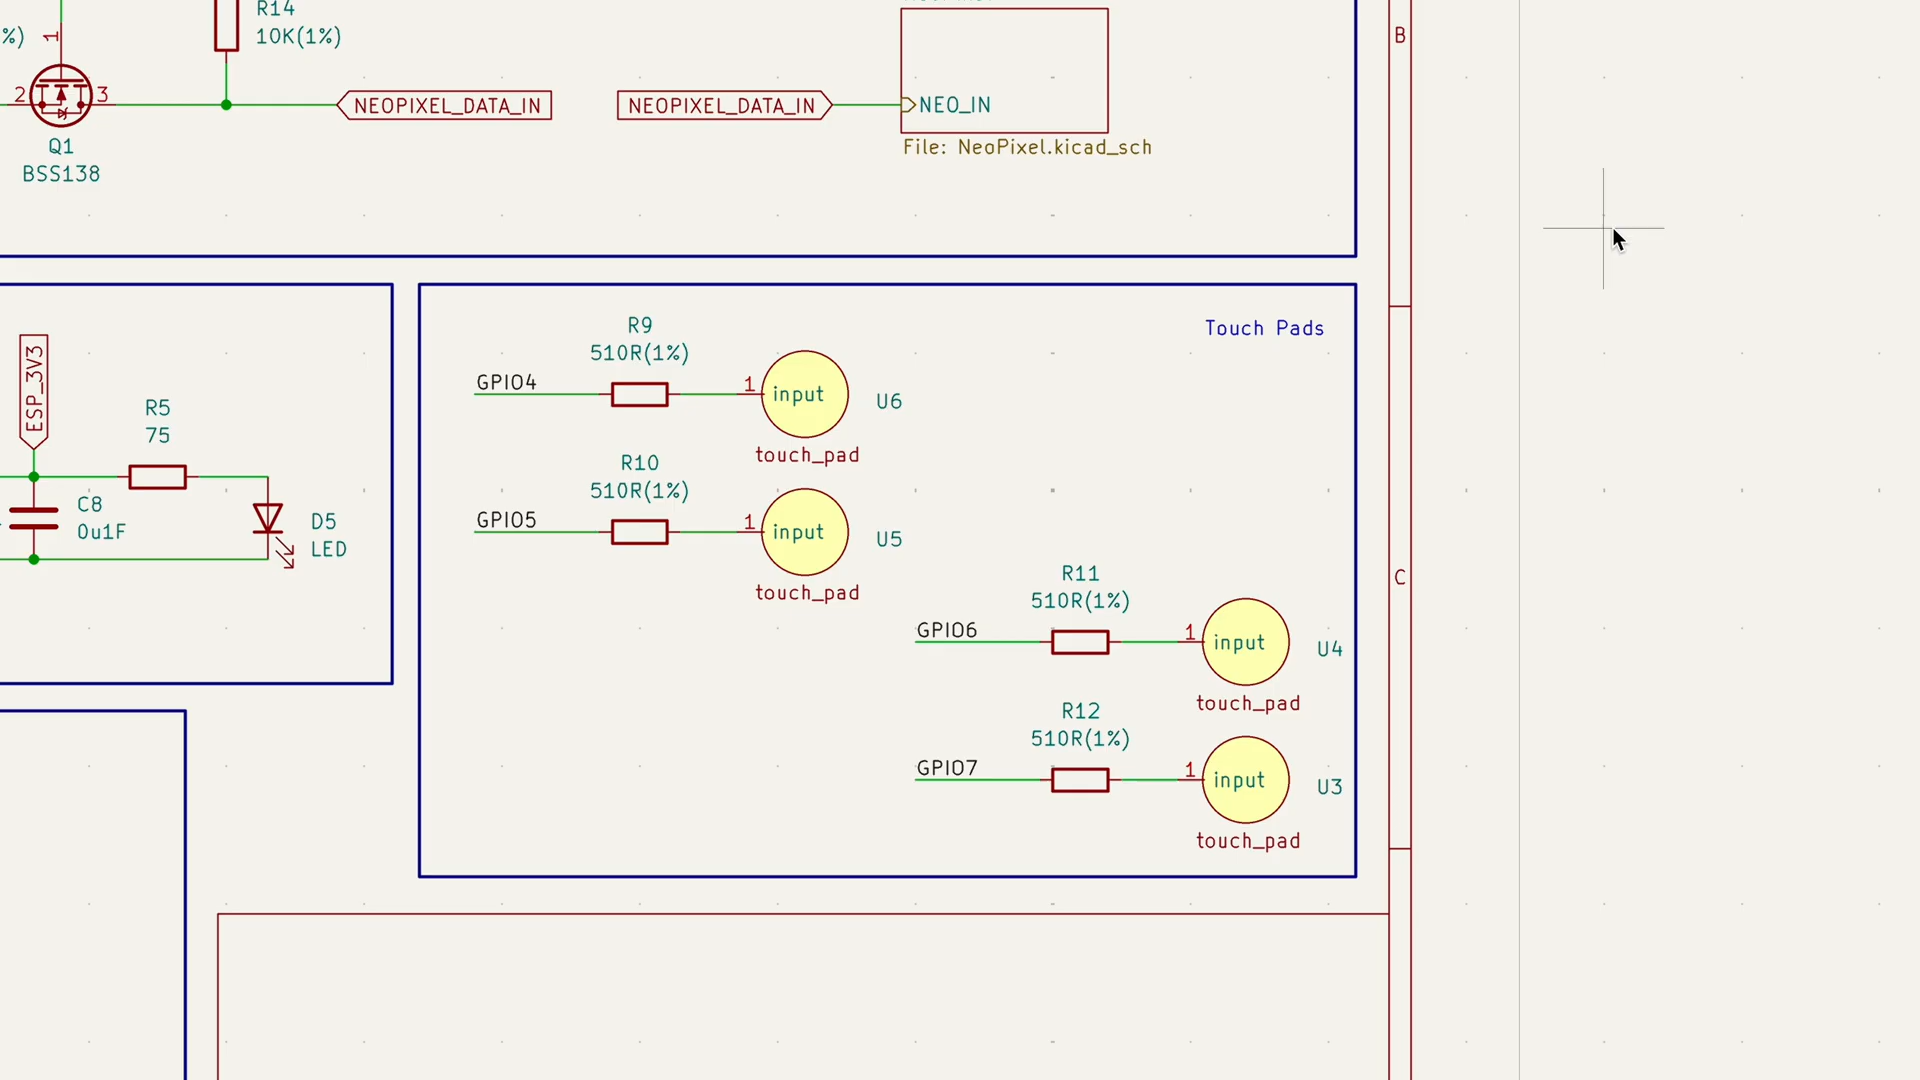 R14
%)
1
10K(1%)
B
2
3
NEOPIXEL_DATA_IN
NEOPIXEL_DATA_IN
NEO_IN
Q1
File: NeoPixel.kicad_sch
BSS138
R9
Touch Pads
510R(1%)
ESP_3V3
GPIO4
1
input
U6
R5
75
touch_pad
R10
510R(1%)
C8
0u1F
D5
LED
GPIO5
1
input
U5
touch_pad
R11
C
510R(1%)
GPIO6
1
input
U4
touch_pad
R12
510R(1%)
GPIO7
1
input
U3
touch_pad